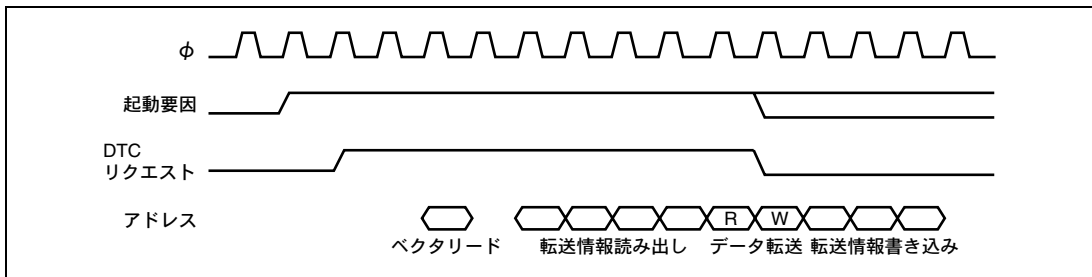 φ
起動要因
DTC
リクエスト
アドレス
R W
ベクタリード 転送情報読み出し データ転送 転送情報書き込み